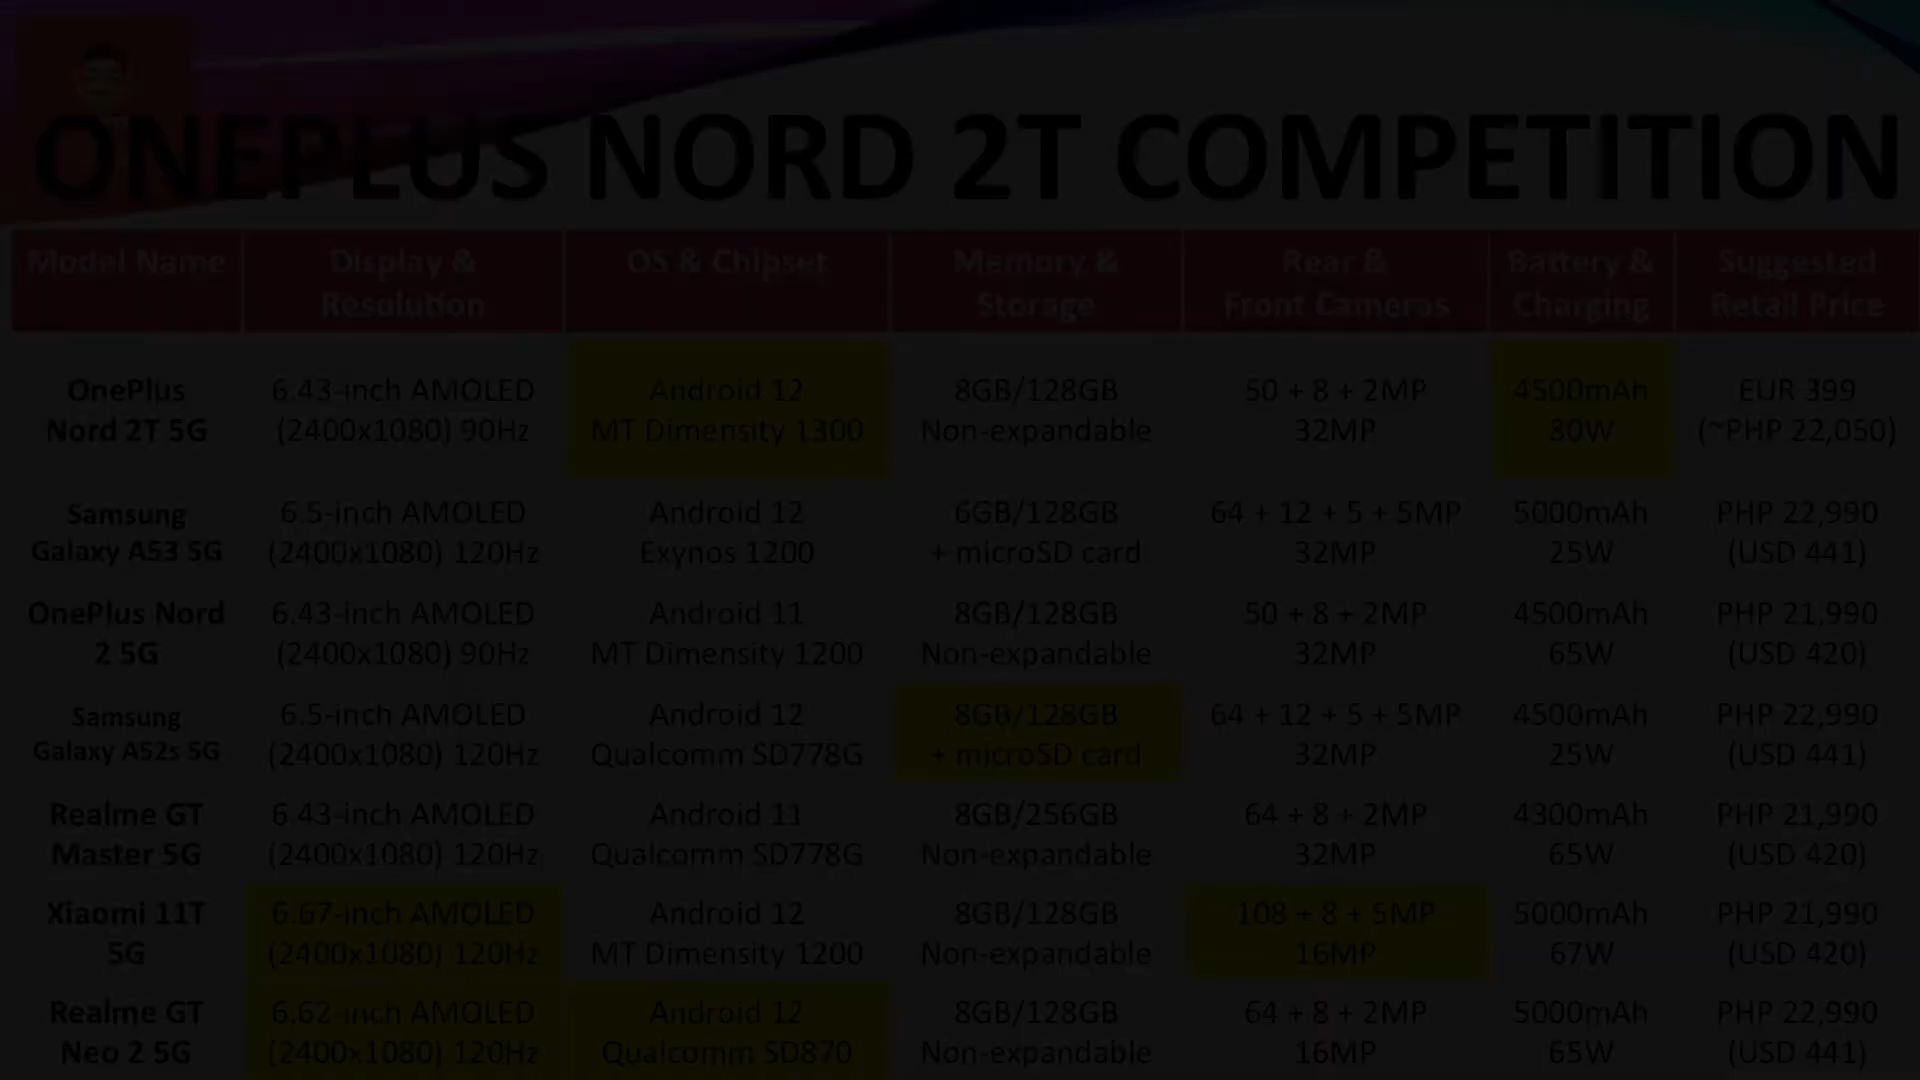 ONEPLUS NORD 2T COMPETITION
Model Name Display & OS & Chipset Memory & Rear & Battery & Suggested
Resolution Storage Front Cameras Charging Retail Price
OnePlus 6.43-inch AMOLED Android 12 8GB/128GB 50 + 8 + 2MP 4500mAh EUR 399
Nord 2T 5G (2400x1080) 90Hz MT Dimensity 1300 Non-expandable 32MP 80W (~PHP 22,050)
Samsung 6.5-inch AMOLED Android 12 6GB/128GB 64 + 12 + 5 + 5MP 5000mAh PHP 22,990
Galaxy A53 5G (2400x1080) 120Hz Exynos 1200 + microSD card 32MP 25W (USD 441)
OnePlus Nord 6.43-inch AMOLED Android 11 8GB/128GB 50 + 8 + 2MP 4500mAh PHP 21,990
2 5G (2400x1080) 90Hz MT Dimensity 1200 Non-expandable 32MP 65W (USD 420)
Samsung 6.5-inch AMOLED Android 12 8GB/128GB 64 + 12 + 5 + 5MP 4500mAh PHP 22,990
Galaxy A52s 5G (2400x1080) 120Hz Qualcomm SD778G + microSD card 32MP 25W (USD 441)
Realme GT 6.43-inch AMOLED Android 11 8GB/256GB 64 + 8 + 2MP 4300mAh PHP 21,990
Master 5G (2400x1080) 120Hz Qualcomm SD778G Non-expandable 32MP 65W (USD 420)
Xiaomi 11T 6.67-inch AMOLED Android 12 8GB/128GB 108 + 8 + 5MP 5000mAh PHP 21,990
5G (2400x1080) 120Hz MT Dimensity 1200 Non-expandable 16MP 67W (USD 420)
Realme GT 6.62-inch AMOLED Android 12 8GB/128GB 64 + 8 + 2MP 5000mAh PHP 22,990
Neo 2 5G (2400x1080) 120Hz Qualcomm SD870 Non-expandable 16MP 65W (USD 441)